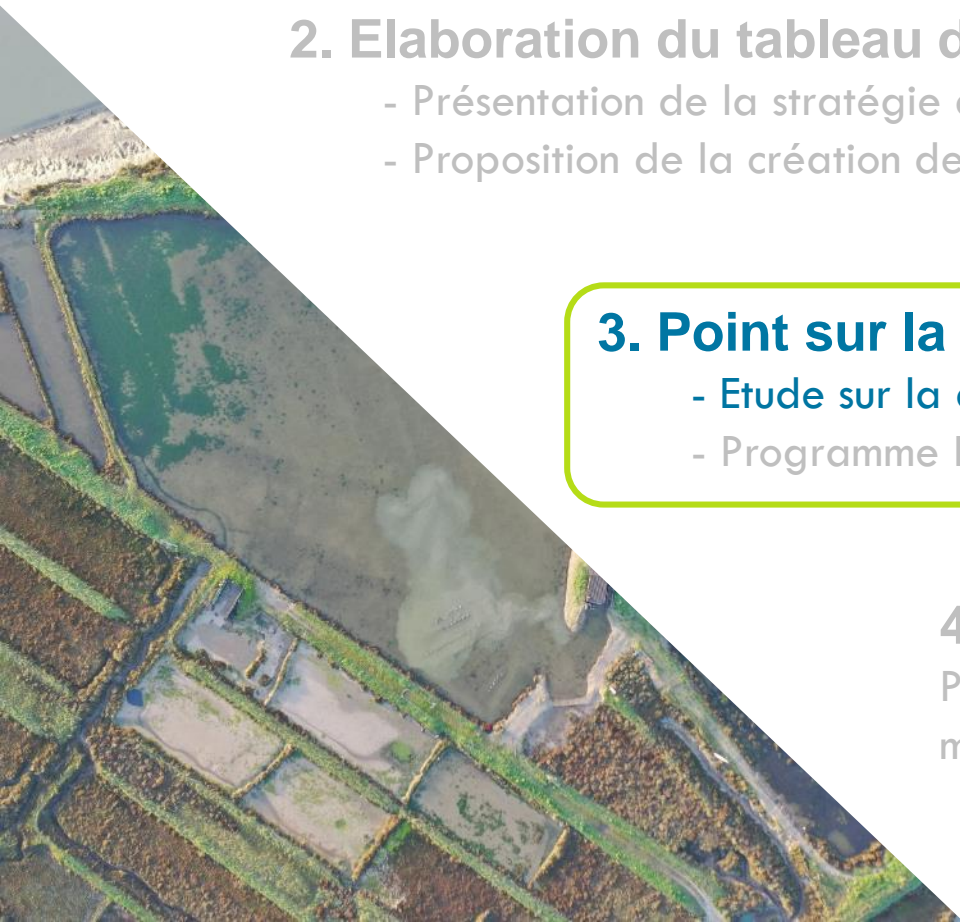 2. Elaboration du tableau d
- Présentation de la stratégie
- Proposition de la création de
3. Point sur la
- Etude sur la
- Programme
4
P
m